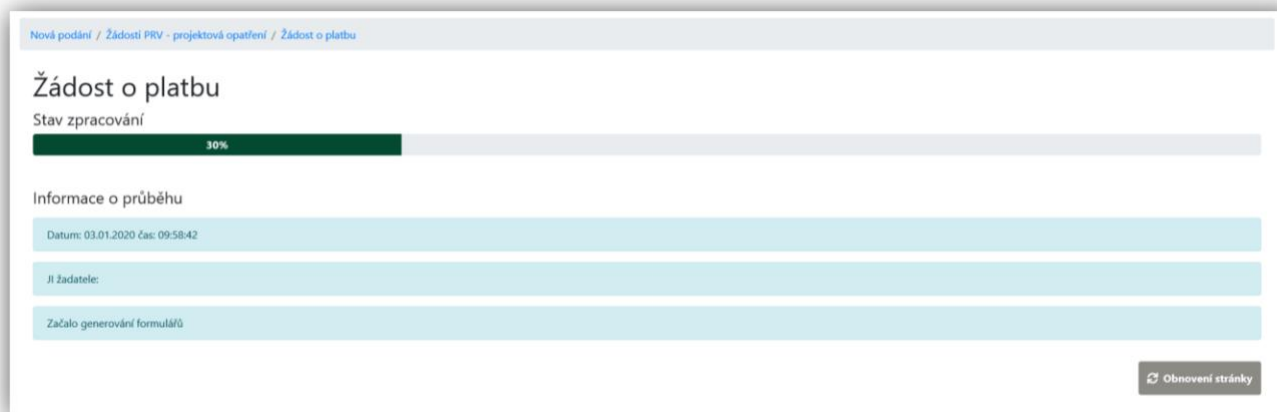 Nová podání / Žádosti PRV - projektová opatření / Žádost o platbu
Žádost o platbu
Stav zpracování
30%
Informace o průběhu
Datum: 03.01.2020 čas: 09:58:42
JI žadatele:
Začalo generování formulářů
Obnovení stránky